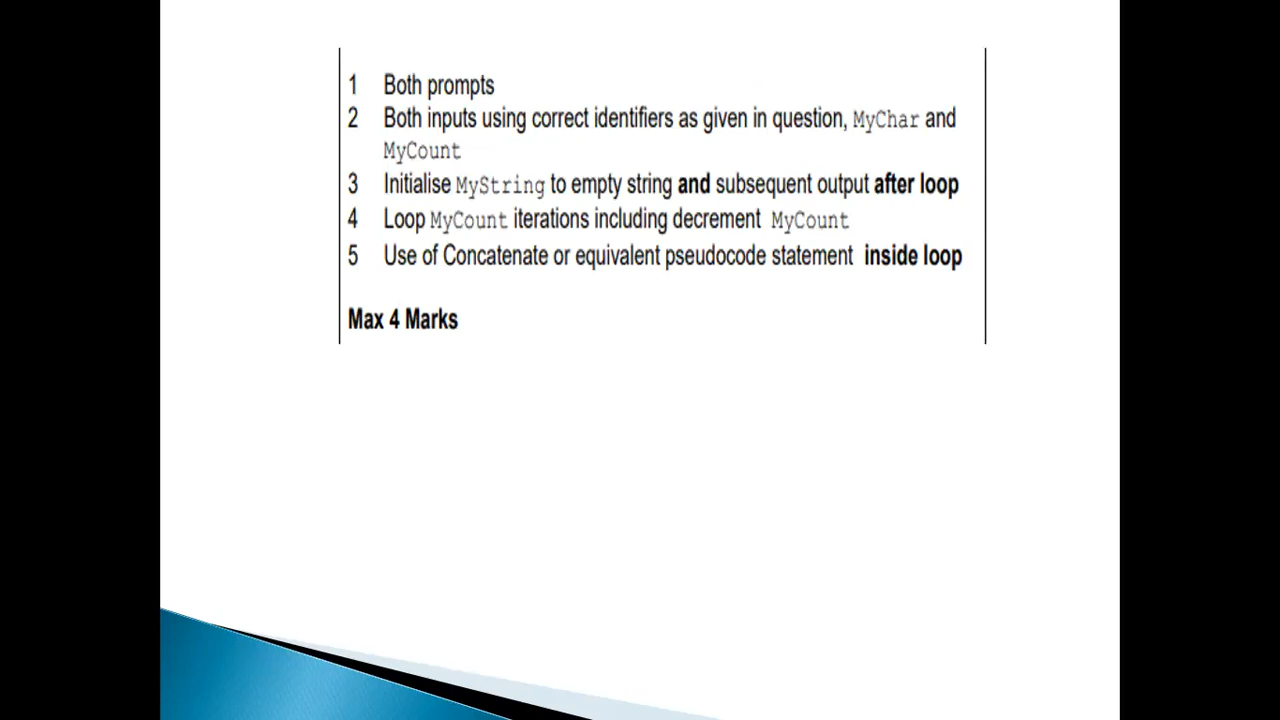 1 Both prompts
2 Both inputs using correct identifiers as given in question, MyChar and
MyCount
3 Initialise MyString to empty string and subsequent output after loop
4 Loop MyCount iterations including decrement MyCount
5 Use of Concatenate or equivalent pseudocode statement inside loop
Max 4 Marks